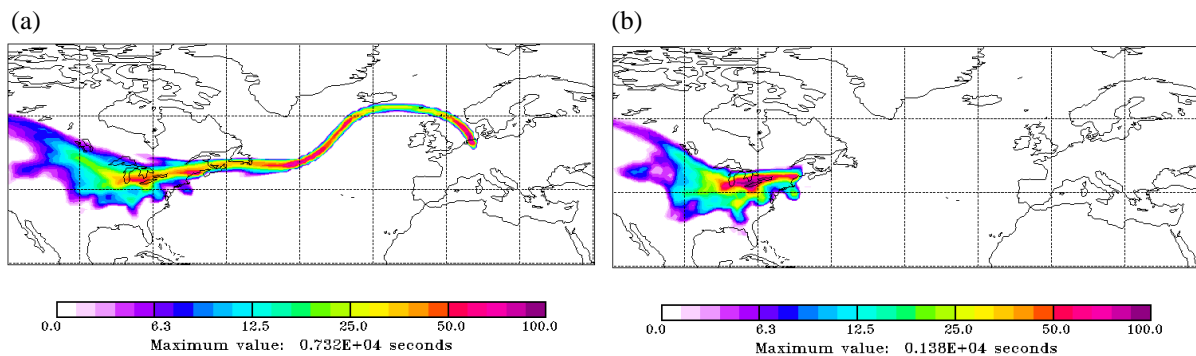 (a)
(b)
0.0 6.3 12.5 25.0 50.0 100.0
Maximum value: 0.732E+04 seconds
0.0 6.3 12.5 25.0 50.0 100.0
Maximum value: 0.138E+04 seconds